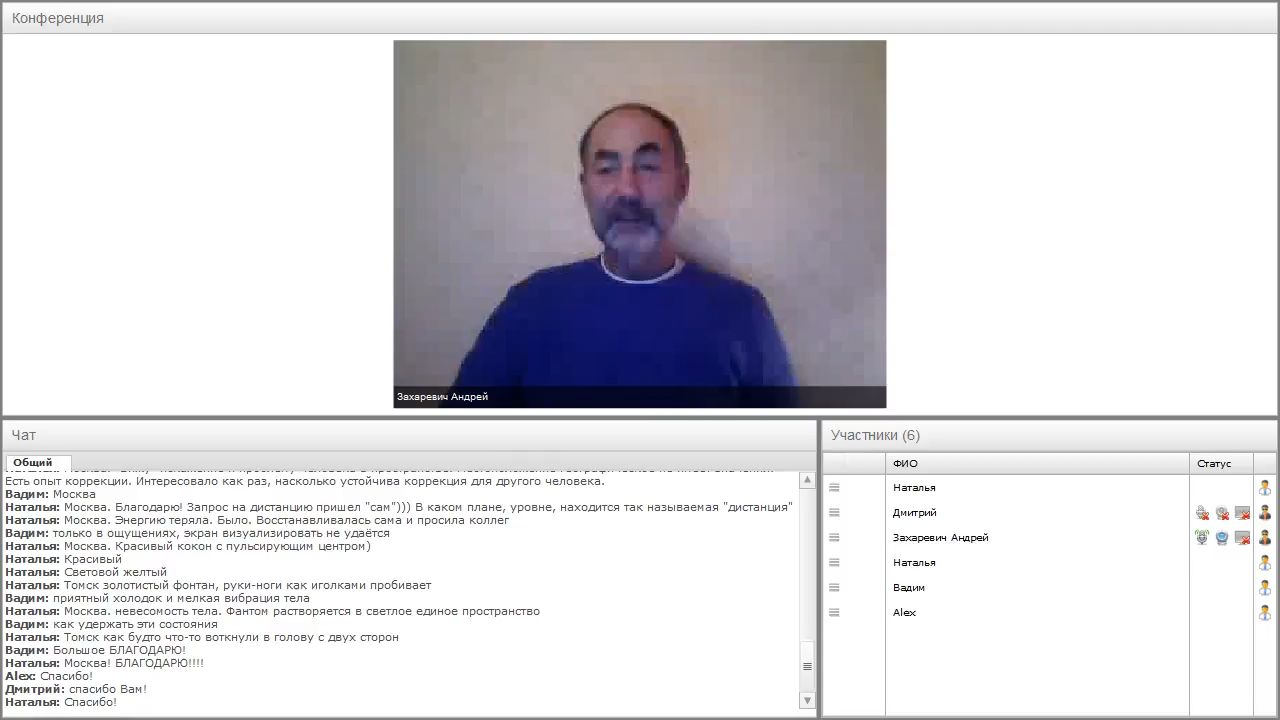 Конференция
Захаревич Андрей
Чат
Общий
Есть опыт коррекции. Интересовало как раз, насколько устойчива коррекция для другого человека.
Вадим: Москва
Наталья: Москва. Благодарю! Запрос на дистанцию пришел "сам"))) В каком плане, уровне, находится так называемая "дистанция"
Наталья: Москва. Энэргию теряла. Было. Восстанавливалась сама и просила коллег
Вадим: только в ощущениях, экран визуализировать не удаётся
Наталья: Москва. Красивый кокон с пульсирующим центром)
Наталья: Красивый
Наталья: Световой желтый
Наталья: Томск золотистый фонтан, руки-ноги как иголками пробивает
Вадим: приятный холодок и мелкая вибрация тела
Наталья: Москва. невесомость тела. Фантом растворяется в светлое единое пространство
Вадим: как удержать эти состояния
Наталья: Томск как будто что-то воткнули в голову с двух сторон
Вадим: Большое БЛАГОДАРЮ!
Наталья: Москва! БЛАГОДАРЮ!!!!
Alex: Спасибо!
Дмитрий: спасибо Вам!
Наталья: Спасибо!
Участники (6)
ФИО Статус
Наталья
Дмитрий
Захаревич Андрей
Наталья
Вадим
Alex